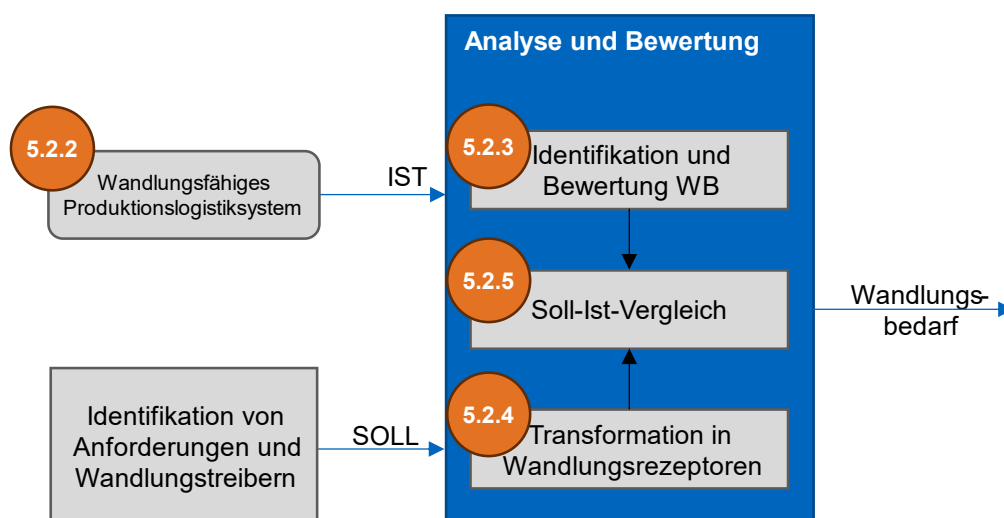 Analyse und Bewertung
5.2.2
Wandlungsfähiges
Produktionslogistiksystem
IST
5.2.3
Identifikation und
Bewertung WB
5.2.5
Soll-Ist-Vergleich
Wandlungs-
bedarf
Identifikation von
Anforderungen und
Wandlungstreibern
SOLL
5.2.4
Transformation in
Wandlungsrezeptoren